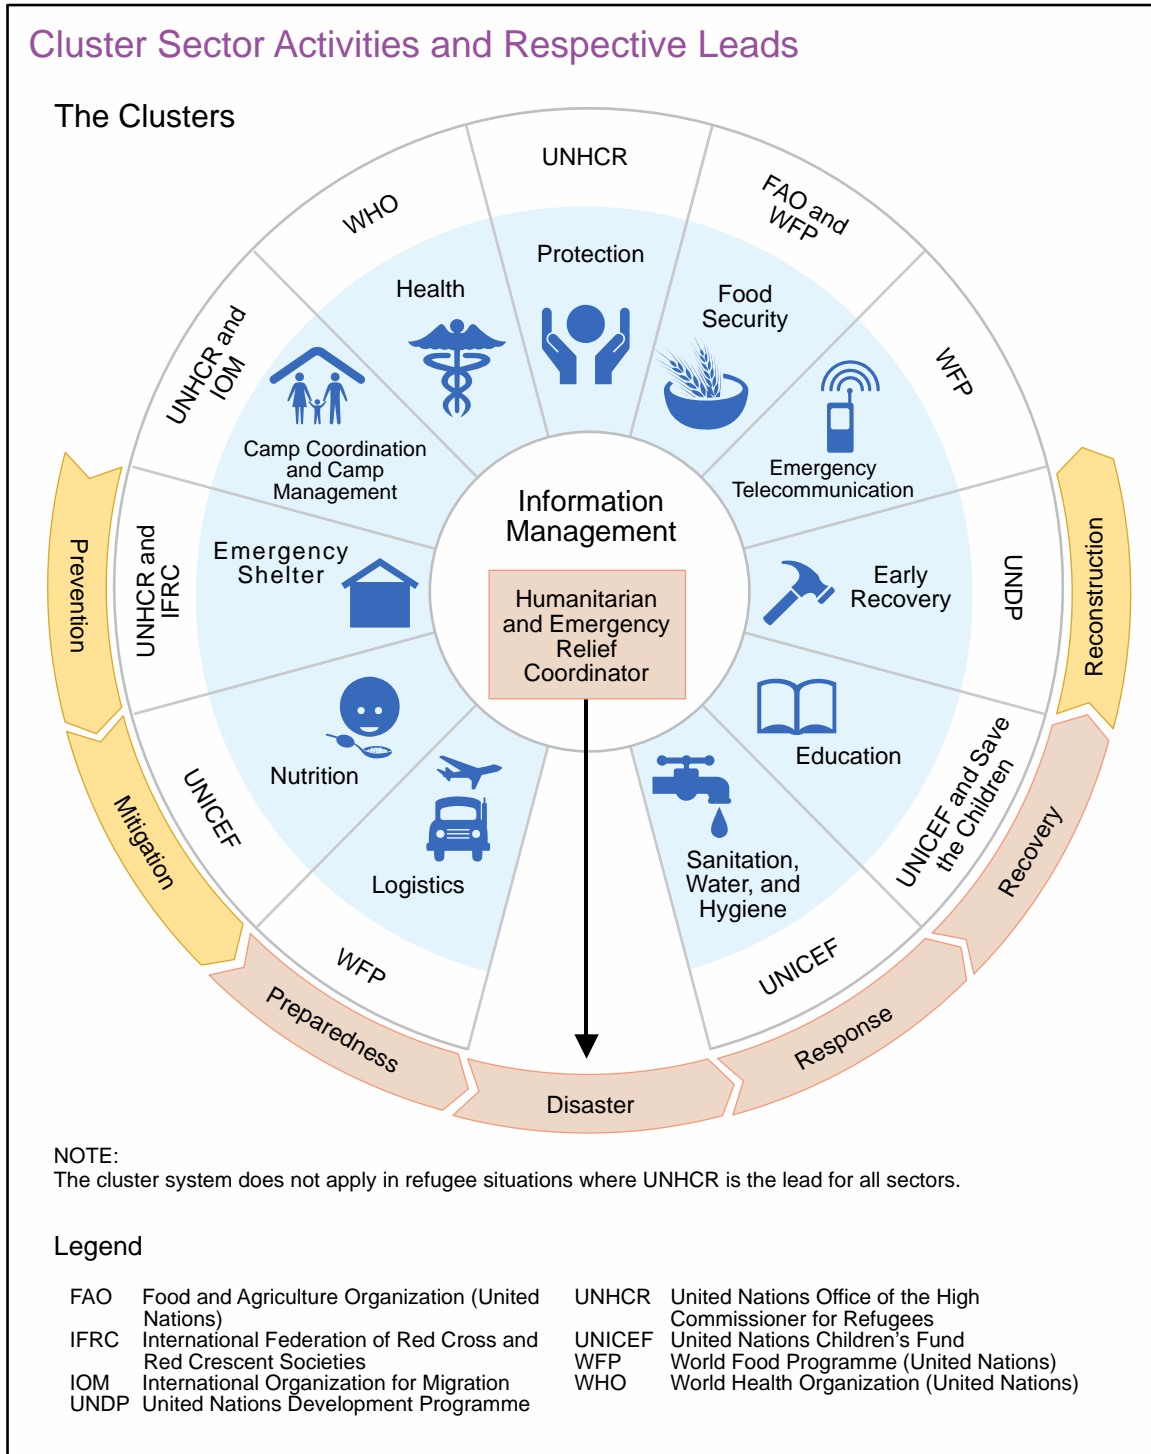 Cluster Sector Activities and Respective Leads
The Clusters
UNHCR
Protection
FAO and
WFP
Food
Security
WFP
Emergency
Telecommunication
UNDP
Early
Recovery
UNICEF and Save
the Children
Education
UNICEF
Sanitation,
Water, and
Hygiene
WFP
Logistics
UNICEF
Nutrition
UNHCR and
IFRC
Emergency
Shelter
UNHCR and
IOM
Camp Coordination
and Camp
Management
WHO
Health
Information
Management
Humanitarian
and Emergency
Relief
Coordinator
Prevention
Mitigation
Preparedness
Disaster
Response
Recovery
Reconstruction
NOTE:
The cluster system does not apply in refugee situations where UNHCR is the lead for all sectors.
Legend
FAO Food and Agriculture Organization (United
Nations)
IFRC International Federation of Red Cross and
Red Crescent Societies
IOM International Organization for Migration
UNDP United Nations Development Programme
UNHCR United Nations Office of the High
Commissioner for Refugees
UNICEF United Nations Children’s Fund
WFP World Food Programme (United Nations)
WHO World Health Organization (United Nations)